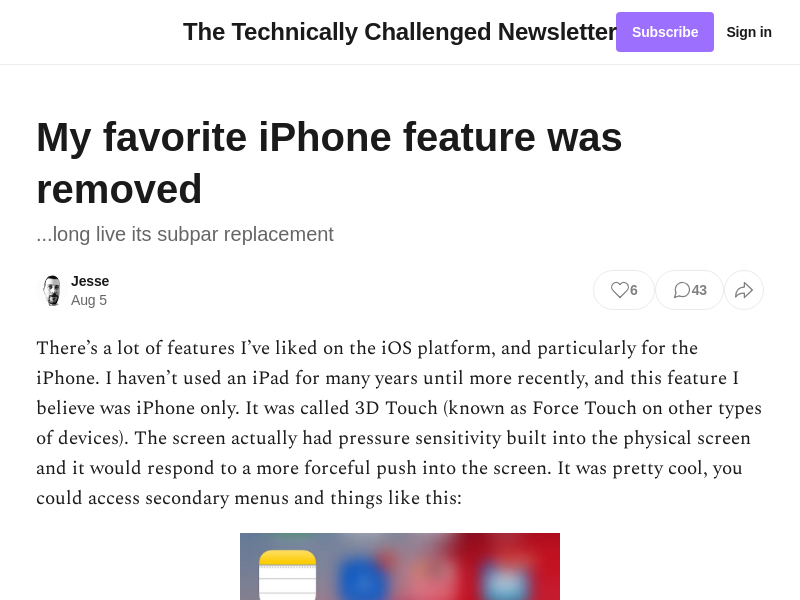 The Technically Challenged Newsletter
Subscribe
Sign in
My favorite iPhone feature was
removed
...long live its subpar replacement
Jesse
Aug 5
6
43
There’s a lot of features I’ve liked on the iOS platform, and particularly for the
iPhone. I haven’t used an iPad for many years until more recently, and this feature I
believe was iPhone only. It was called 3D Touch (known as Force Touch on other types
of devices). The screen actually had pressure sensitivity built into the physical screen
and it would respond to a more forceful push into the screen. It was pretty cool, you
could access secondary menus and things like this: